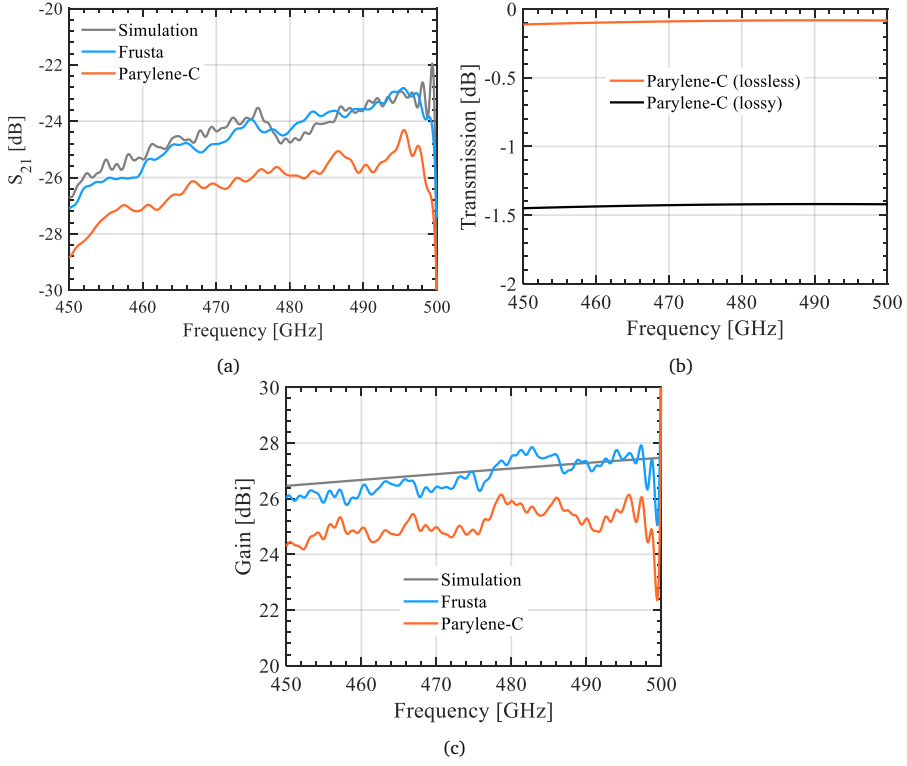 -20
-22
-24
-26
-28
-30
S21 [dB]
Simulation
Frusta
Parylene-C
450 460 470 480 490 500
Frequency [GHz]
(a)
0
-0.5
-1
-1.5
-2
Transmission [dB]
Parylene-C (lossless)
Parylene-C (lossy)
450 460 470 480 490 500
Frequency [GHz]
(b)
30
28
26
24
22
20
Gain [dBi]
Simulation
Frusta
Parylene-C
450 460 470 480 490 500
Frequency [GHz]
(c)